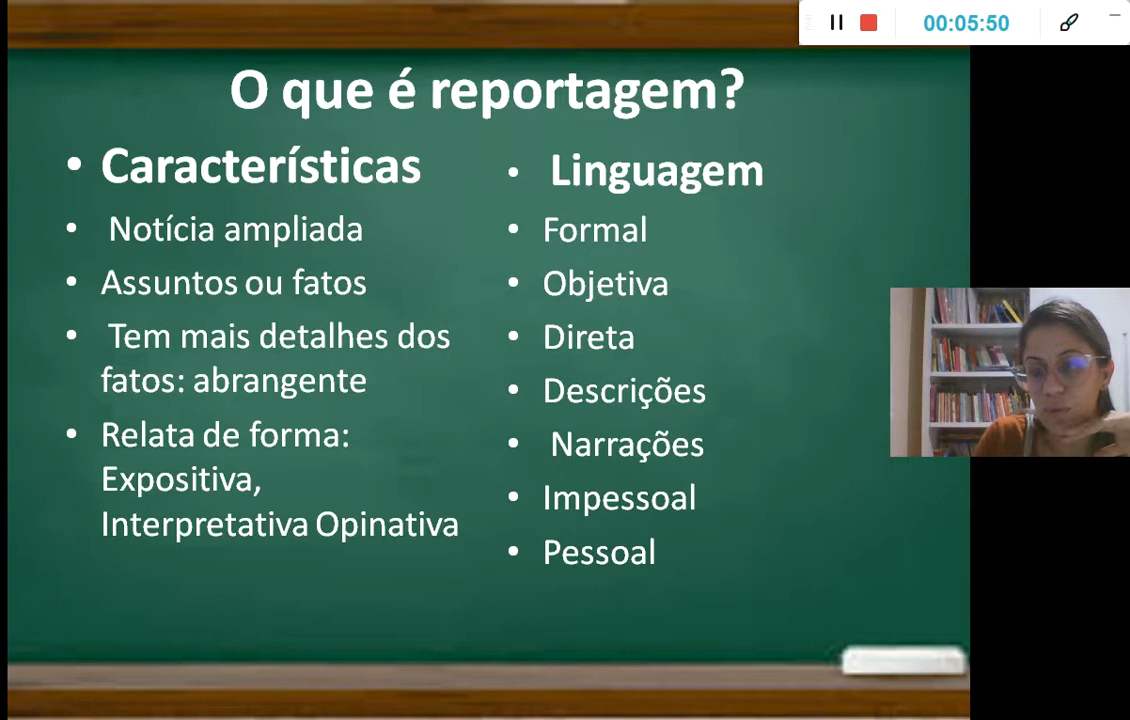 00:05:50
O que é reportagem?
• Características
• Notícia ampliada
• Assuntos ou fatos
• Tem mais detalhes dos
fatos: abrangente
• Relata de forma:
Expositiva,
Interpretativa Opinativa
• Linguagem
• Formal
• Objetiva
• Direta
• Descrições
• Narrações
• Impessoal
• Pessoal